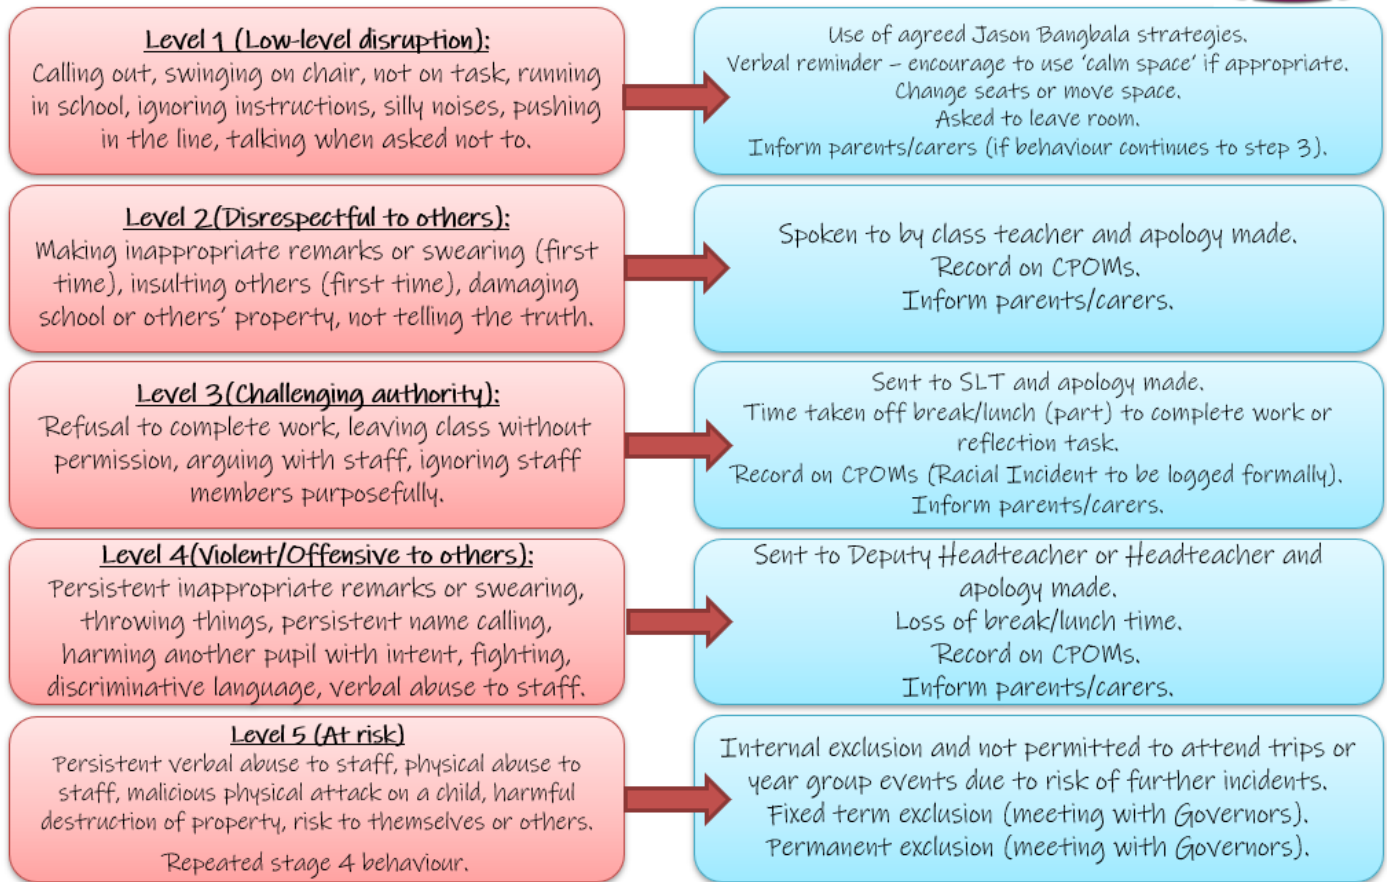 Level 1 (Low-level disruption):
Calling out, swinging on chair, not on task, running
in school, ignoring instructions, silly noises, pushing
in the line, talking when asked not to.
Use of agreed Jason Bangbala strategies.
Verbal reminder – encourage to use ‘calm space’ if appropriate.
Change seats or move space.
Asked to leave room.
Inform parents/carers (if behaviour continues to step 3).
Level 2(Disrespectful to others):
Making inappropriate remarks or swearing (first
time), insulting others (first time), damaging
school or others’ property, not telling the truth.
Spoken to by class teacher and apology made.
Record on CPOMs.
Inform parents/carers.
Level 3(Challenging authority):
Refusal to complete work, leaving class without
permission, arguing with staff, ignoring staff
members purposefully.
Sent to SLT and apology made.
Time taken off break/lunch (part) to complete work or
reflection task.
Record on CPOMs (Racial Incident to be logged formally).
Inform parents/carers.
Level 4(Violent/Offensive to others):
Persistent inappropriate remarks or swearing,
throwing things, persistent name calling,
harming another pupil with intent, fighting,
discriminative language, verbal abuse to staff.
Sent to Deputy Headteacher or Headteacher and
apology made.
Loss of break/lunch time.
Record on CPOMs.
Inform parents/carers.
Level 5 (At risk)
Persistent verbal abuse to staff, physical abuse to
staff, malicious physical attack on a child, harmful
destruction of property, risk to themselves or others.
Repeated stage 4 behaviour.
Internal exclusion and not permitted to attend trips or
year group events due to risk of further incidents.
Fixed term exclusion (meeting with Governors).
Permanent exclusion (meeting with Governors).